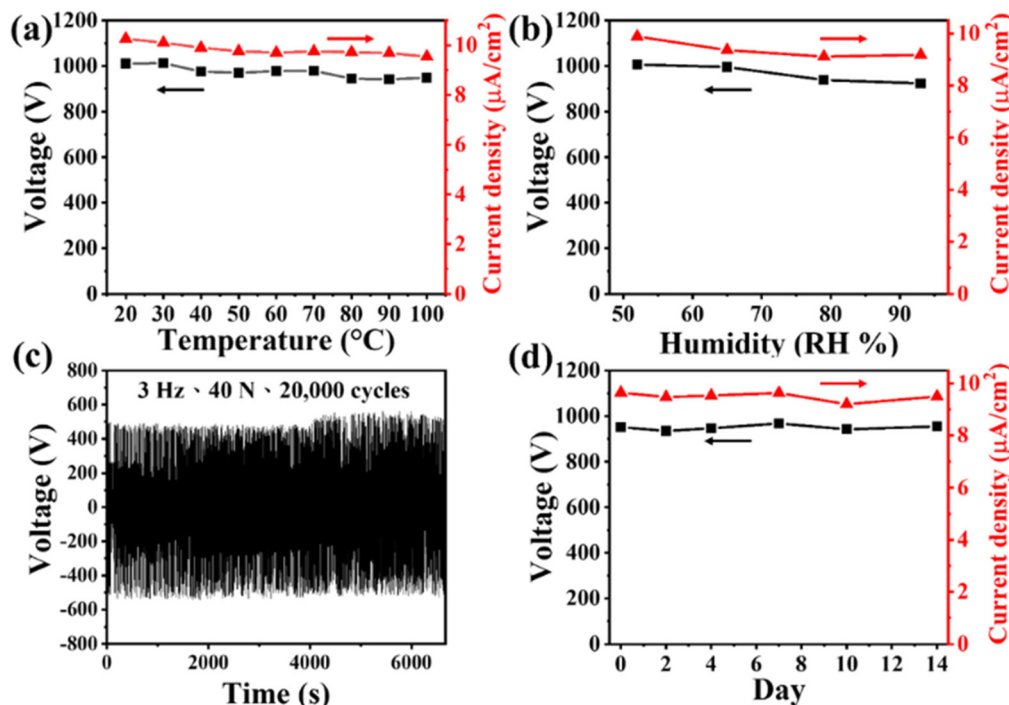 (a)
1200
1000
800
600
400
200
0
Voltage (V)
20 30 40 50 60 70 80 90 100
Temperature (°C)
10
8
6
4
2
0
Current density (μA/cm²)
(b)
1200
1000
800
600
400
200
0
Voltage (V)
50 60 70 80 90
Humidity (RH %)
10
8
6
4
2
0
Current density (μA/cm²)
(c)
3 Hz、40 N、20,000 cycles
800
600
400
200
0
-200
-400
-600
-800
Voltage (V)
0 2000 4000 6000
Time (s)
(d)
1200
1000
800
600
400
200
0
Voltage (V)
0 2 4 6 8 10 12 14
Day
10
8
6
4
2
0
Current density (μA/cm²)